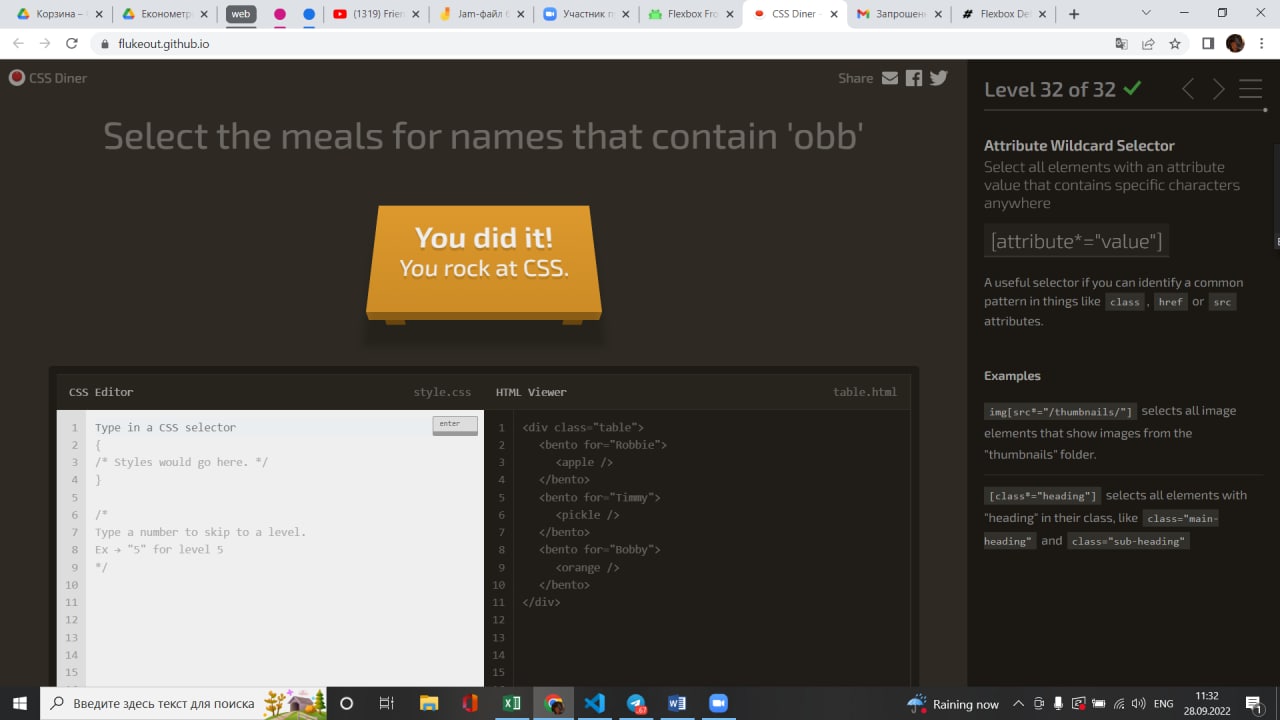 Корзина –
Эконометри
web
(1319) Frien
Jam-файл б
Участник п
Flexbox Fro
CSS Diner –
Запрошено
Flexbox De
flukeout.github.io
CSS Diner
Share
Level 32 of 32
Select the meals for names that contain 'obb'
You did it!
You rock at CSS.
Attribute Wildcard Selector
Select all elements with an attribute
value that contains specific characters
anywhere
[attribute*="value"]
A useful selector if you can identify a common
pattern in things like class , href or src
attributes.
Examples
img[src*="/thumbnails/"] selects all image
elements that show images from the
"thumbnails" folder.
[class*="heading"] selects all elements with
"heading" in their class, like class="main-
heading" and class="sub-heading"
CSS Editor style.css
1 Type in a CSS selector enter
2 {
3 /* Styles would go here. */
4 }
5
6 /*
7 Type a number to skip to a level.
8 Ex → "5" for level 5
9 */
10
11
12
13
14
15
HTML Viewer table.html
1 <div class="table">
2 <bento for="Robbie">
3 <apple />
4 </bento>
5 <bento for="Timmy">
6 <pickle />
7 </bento>
8 <bento for="Bobby">
9 <orange />
10 </bento>
11 </div>
12
13
14
15
Введите здесь текст для поиска
67
Raining now
ENG
11:32
28.09.2022
1